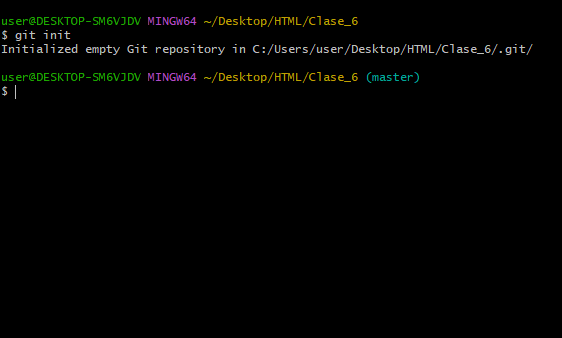 user@DESKTOP-SM6VJDV MINGW64 ~/Desktop/HTML/Clase_6
$ git init
Initialized empty Git repository in C:/Users/user/Desktop/HTML/Clase_6/.git/
user@DESKTOP-SM6VJDV MINGW64 ~/Desktop/HTML/Clase_6 (master)
$